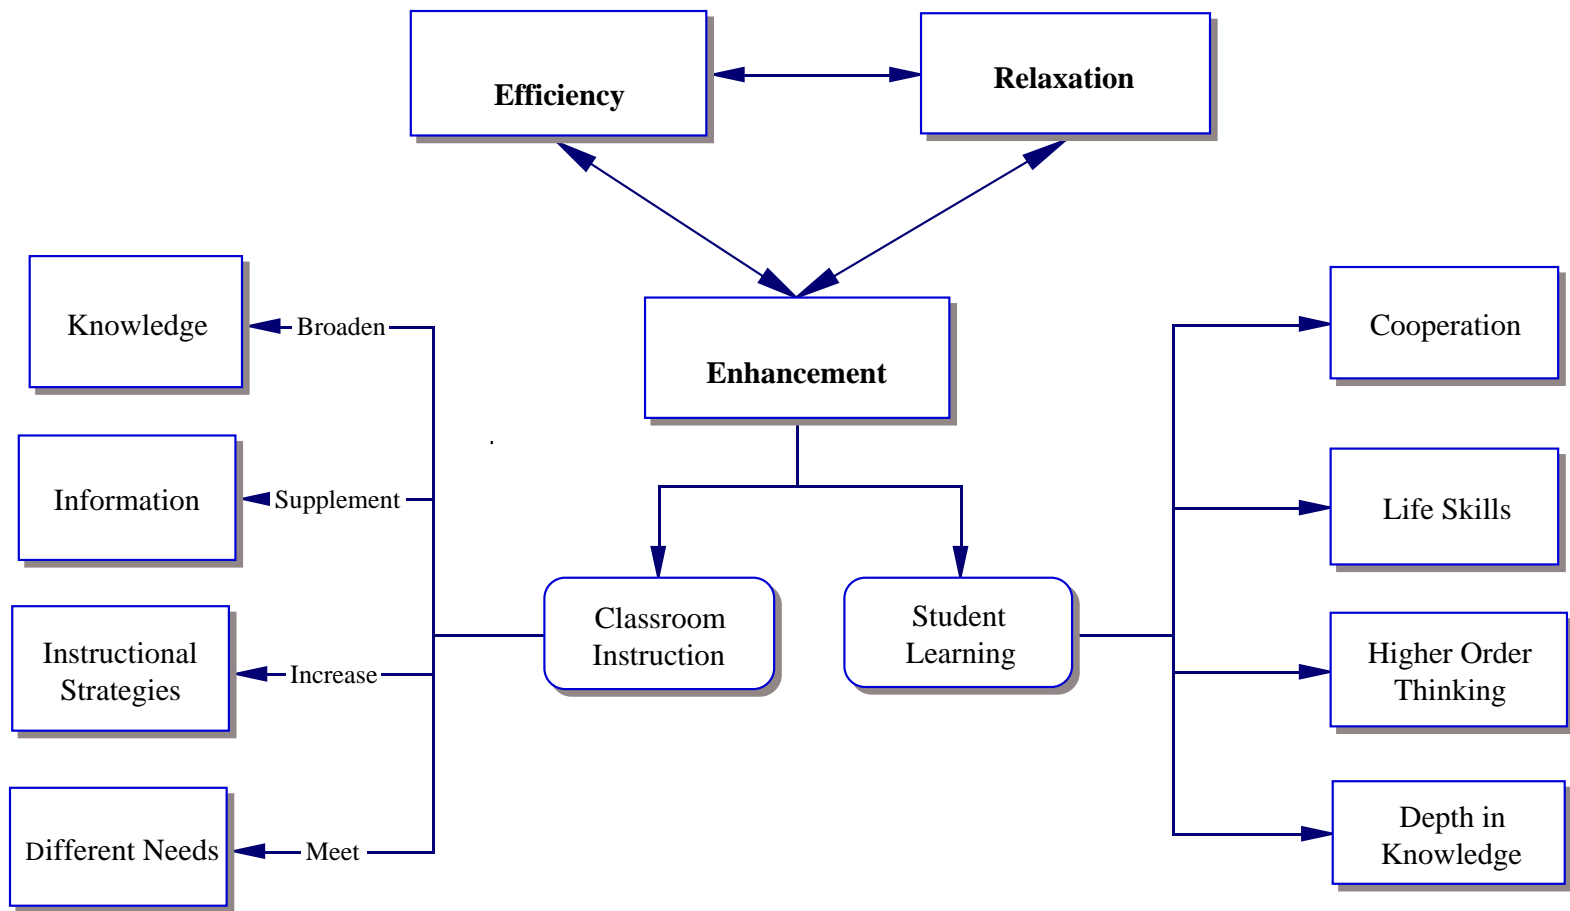 Efficiency
Relaxation
Enhancement
Knowledge
Broaden
Information
Supplement
Instructional
Strategies
Increase
Different Needs
Meet
Classroom
Instruction
Student
Learning
Cooperation
Life Skills
Higher Order
Thinking
Depth in
Knowledge